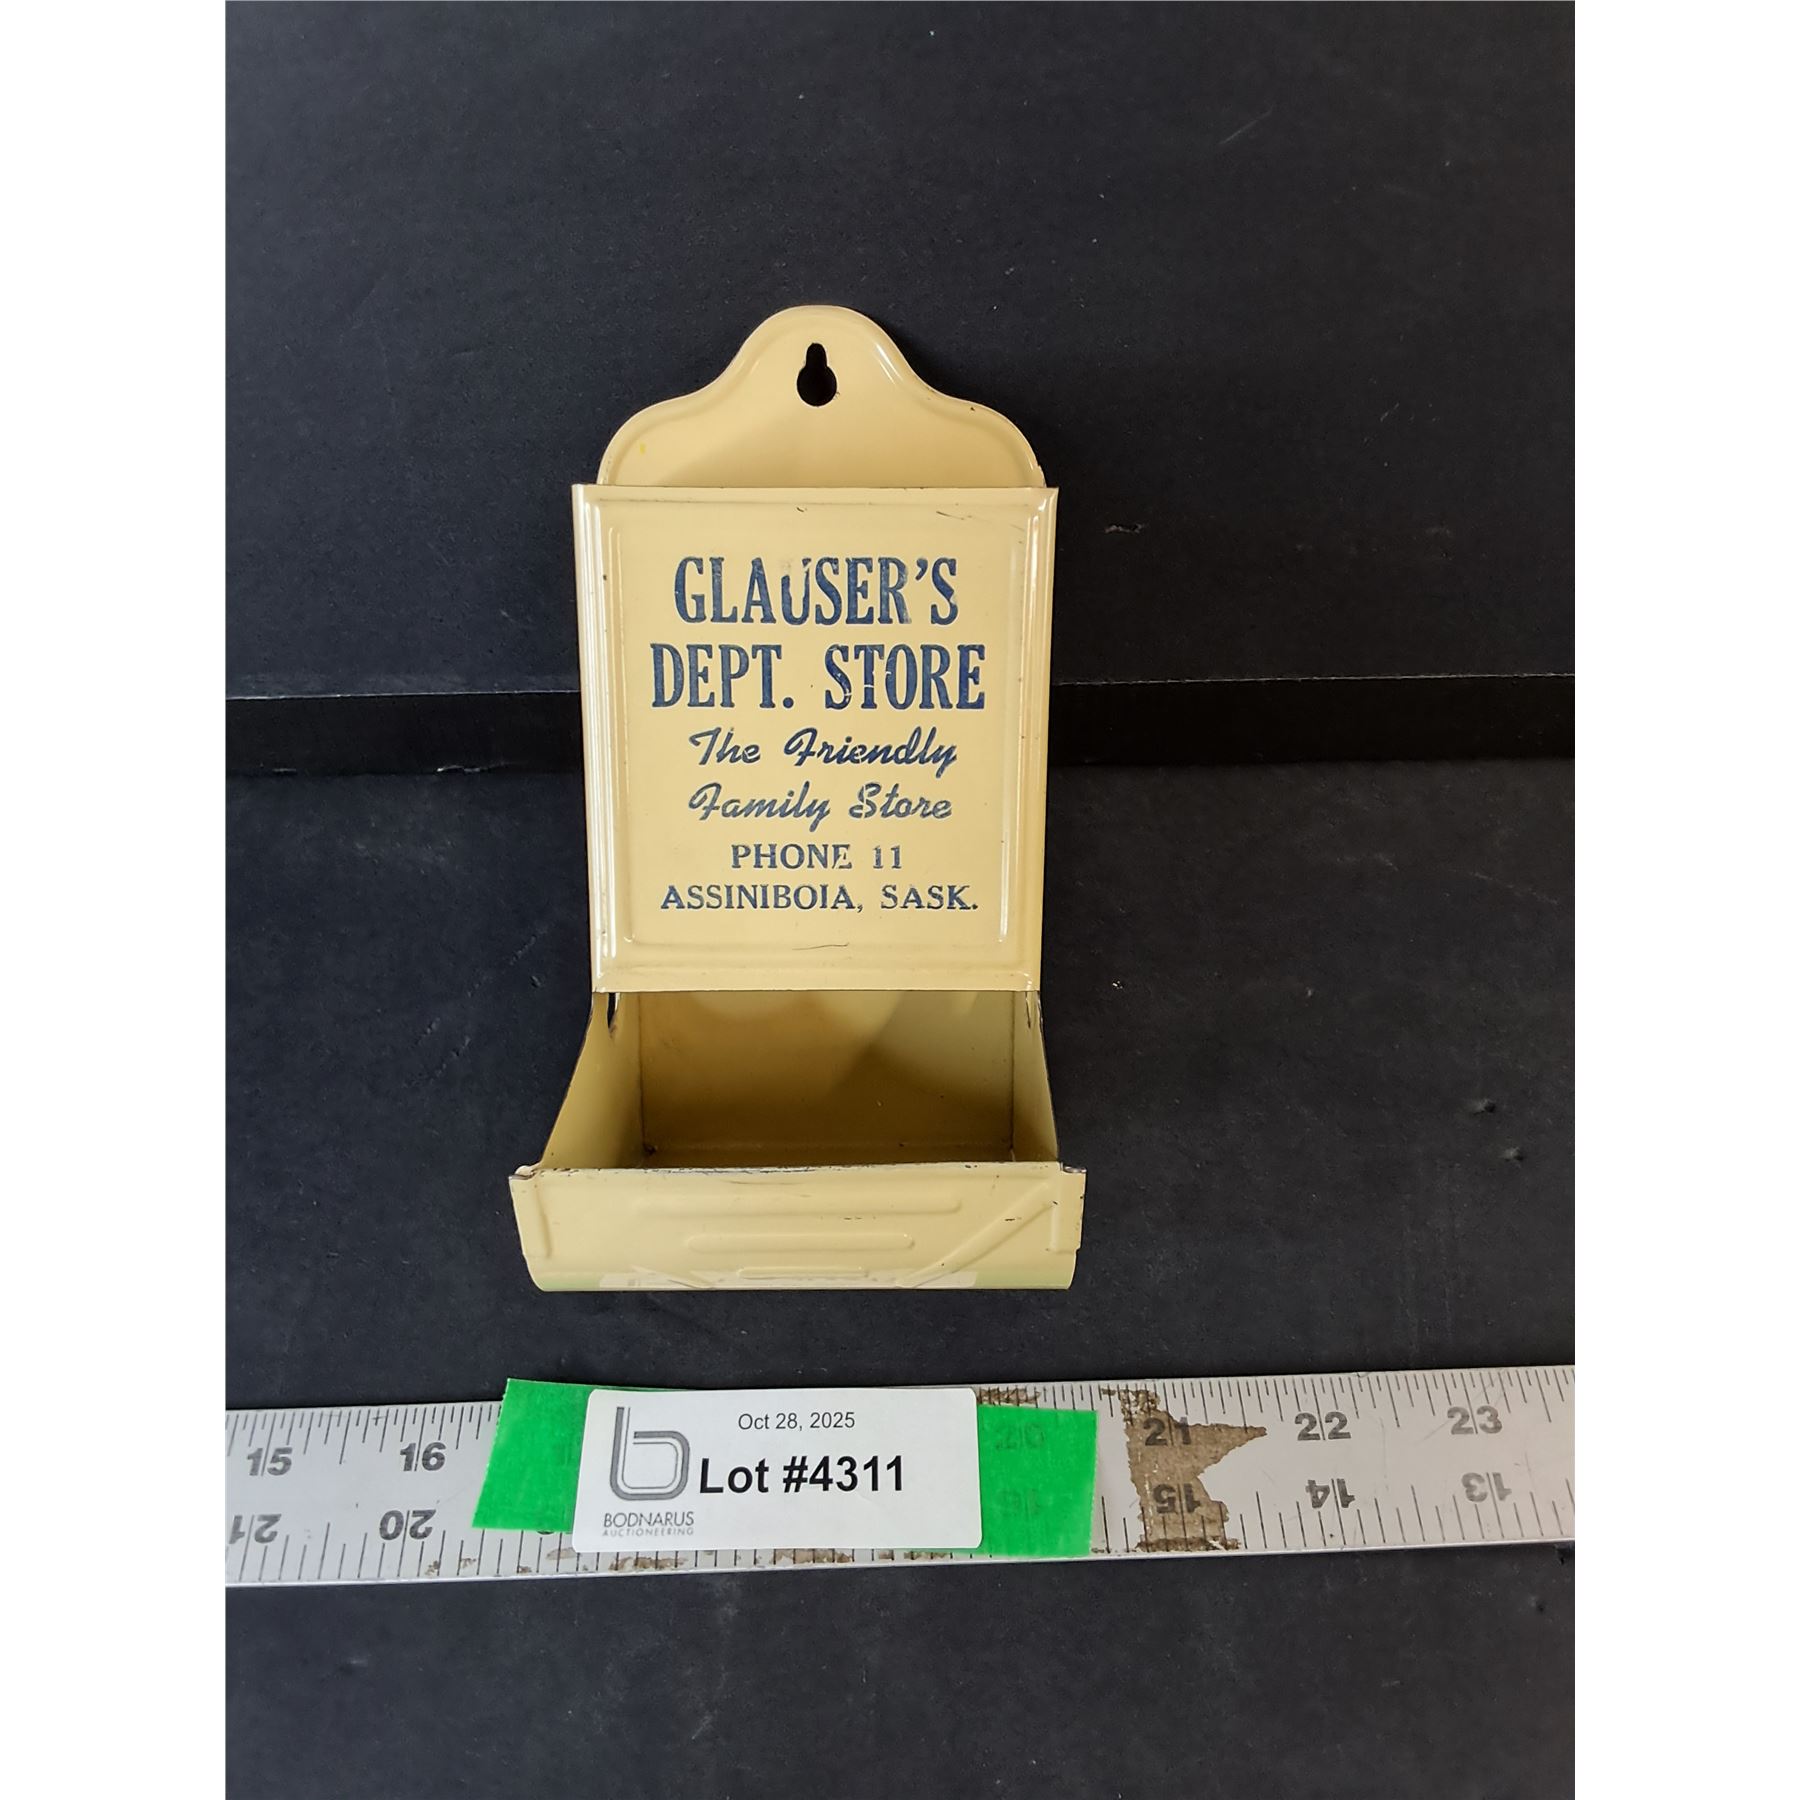 GLAUSER'S
DEPT. STORE
The Friendly
Family Store
PHONE 11
ASSINIBOIA, SASK.
Oct 28, 2025
Lot #4311
BODNARUS
AUCTIONEERING
15 16 20 21 22 23
21 20 16 15 14 13